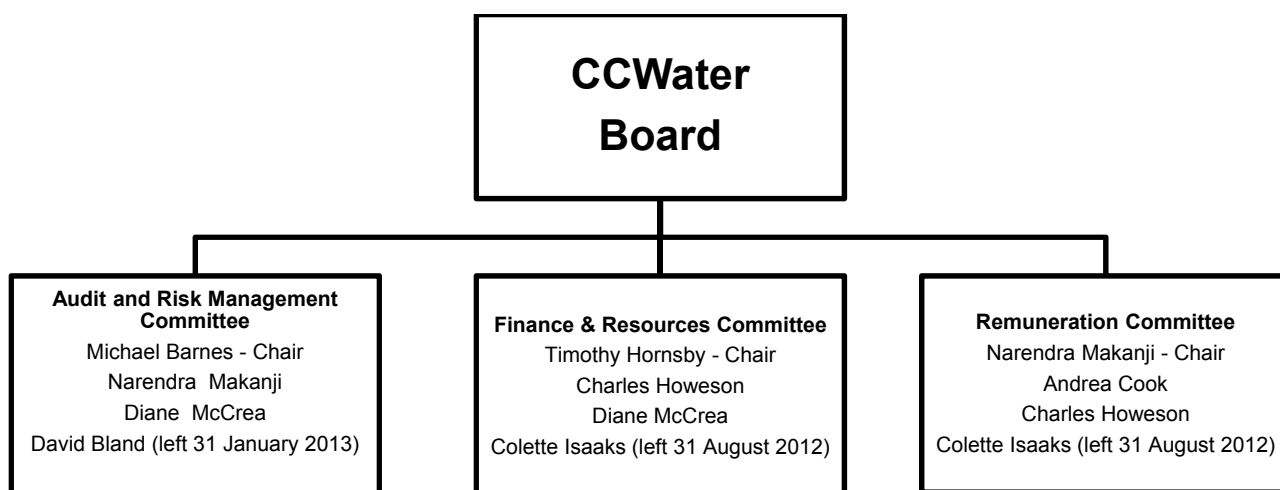 CCWater
Board
Audit and Risk Management
Committee
Michael Barnes - Chair
Narendra Makanji
Diane McCrea
David Bland (left 31 January 2013)
Finance & Resources Committee
Timothy Hornsby - Chair
Charles Howeson
Diane McCrea
Colette Isaaks (left 31 August 2012)
Remuneration Committee
Narendra Makanji - Chair
Andrea Cook
Charles Howeson
Colette Isaaks (left 31 August 2012)